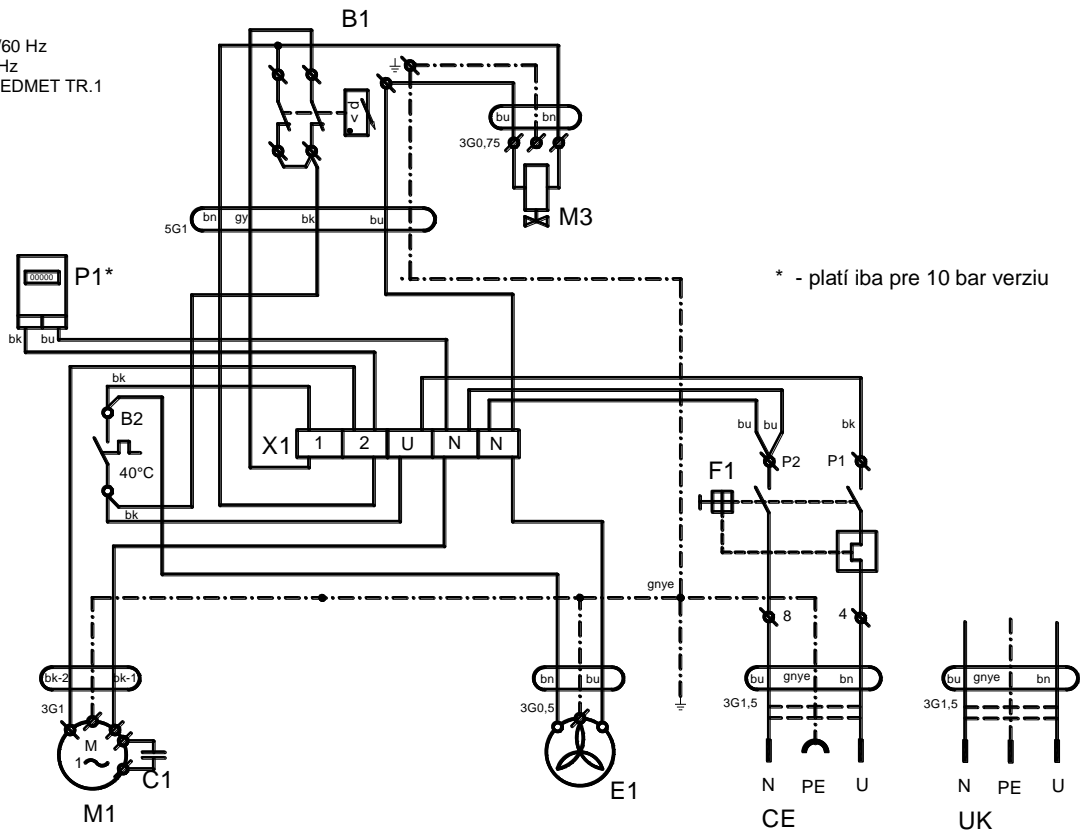 B1
/60 Hz
Hz
EDMET TR.1
p
v
bu bn
3G0,75
M3
bn gy bk bu
5G1
P1*
00000
* - platí iba pre 10 bar verziu
bk bu
bk
B2
40°C
X1 1 2 U N N
bu bu bk
P2 P1
F1
bk
gnye
8 4
bk-2 bk-1
3G1
bn bu
3G0,5
bu gnye bn
3G1,5
bu gnye bn
3G1,5
M
1
C1
M1
E1
N PE U
CE
N PE U
UK